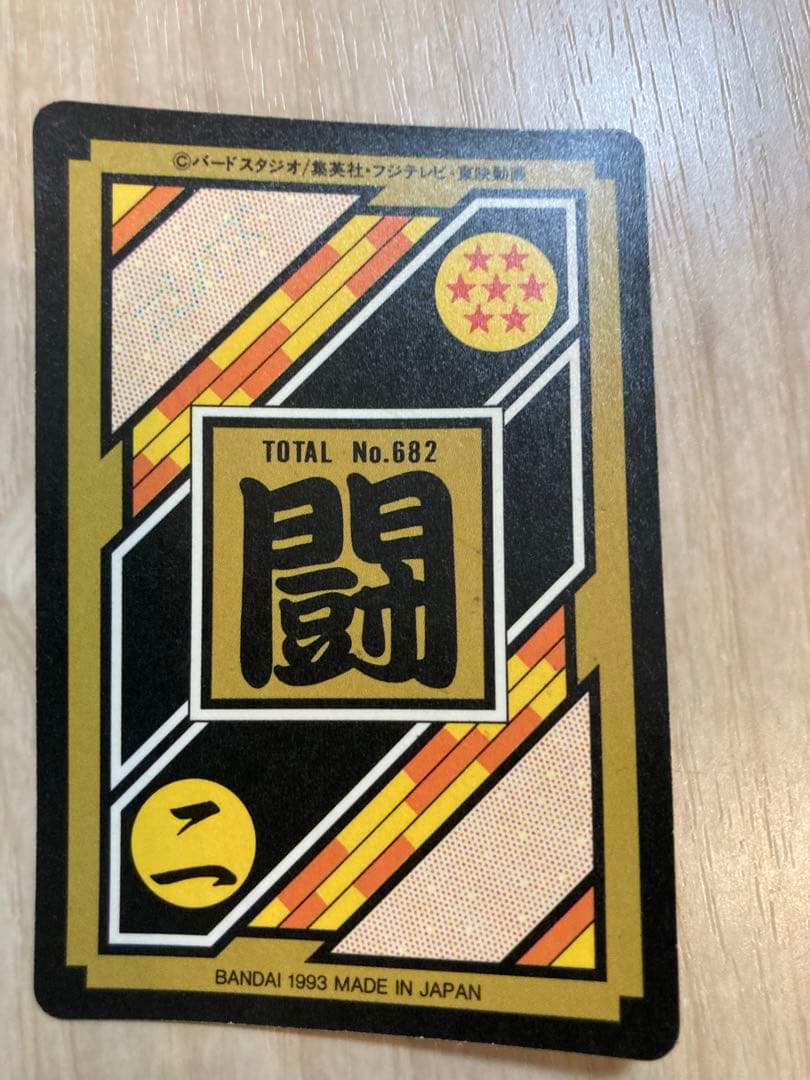 ©バードスタジオ/集英社・フジテレビ・東映動画
TOTAL No.682
闘
二
BANDAI 1993 MADE IN JAPAN